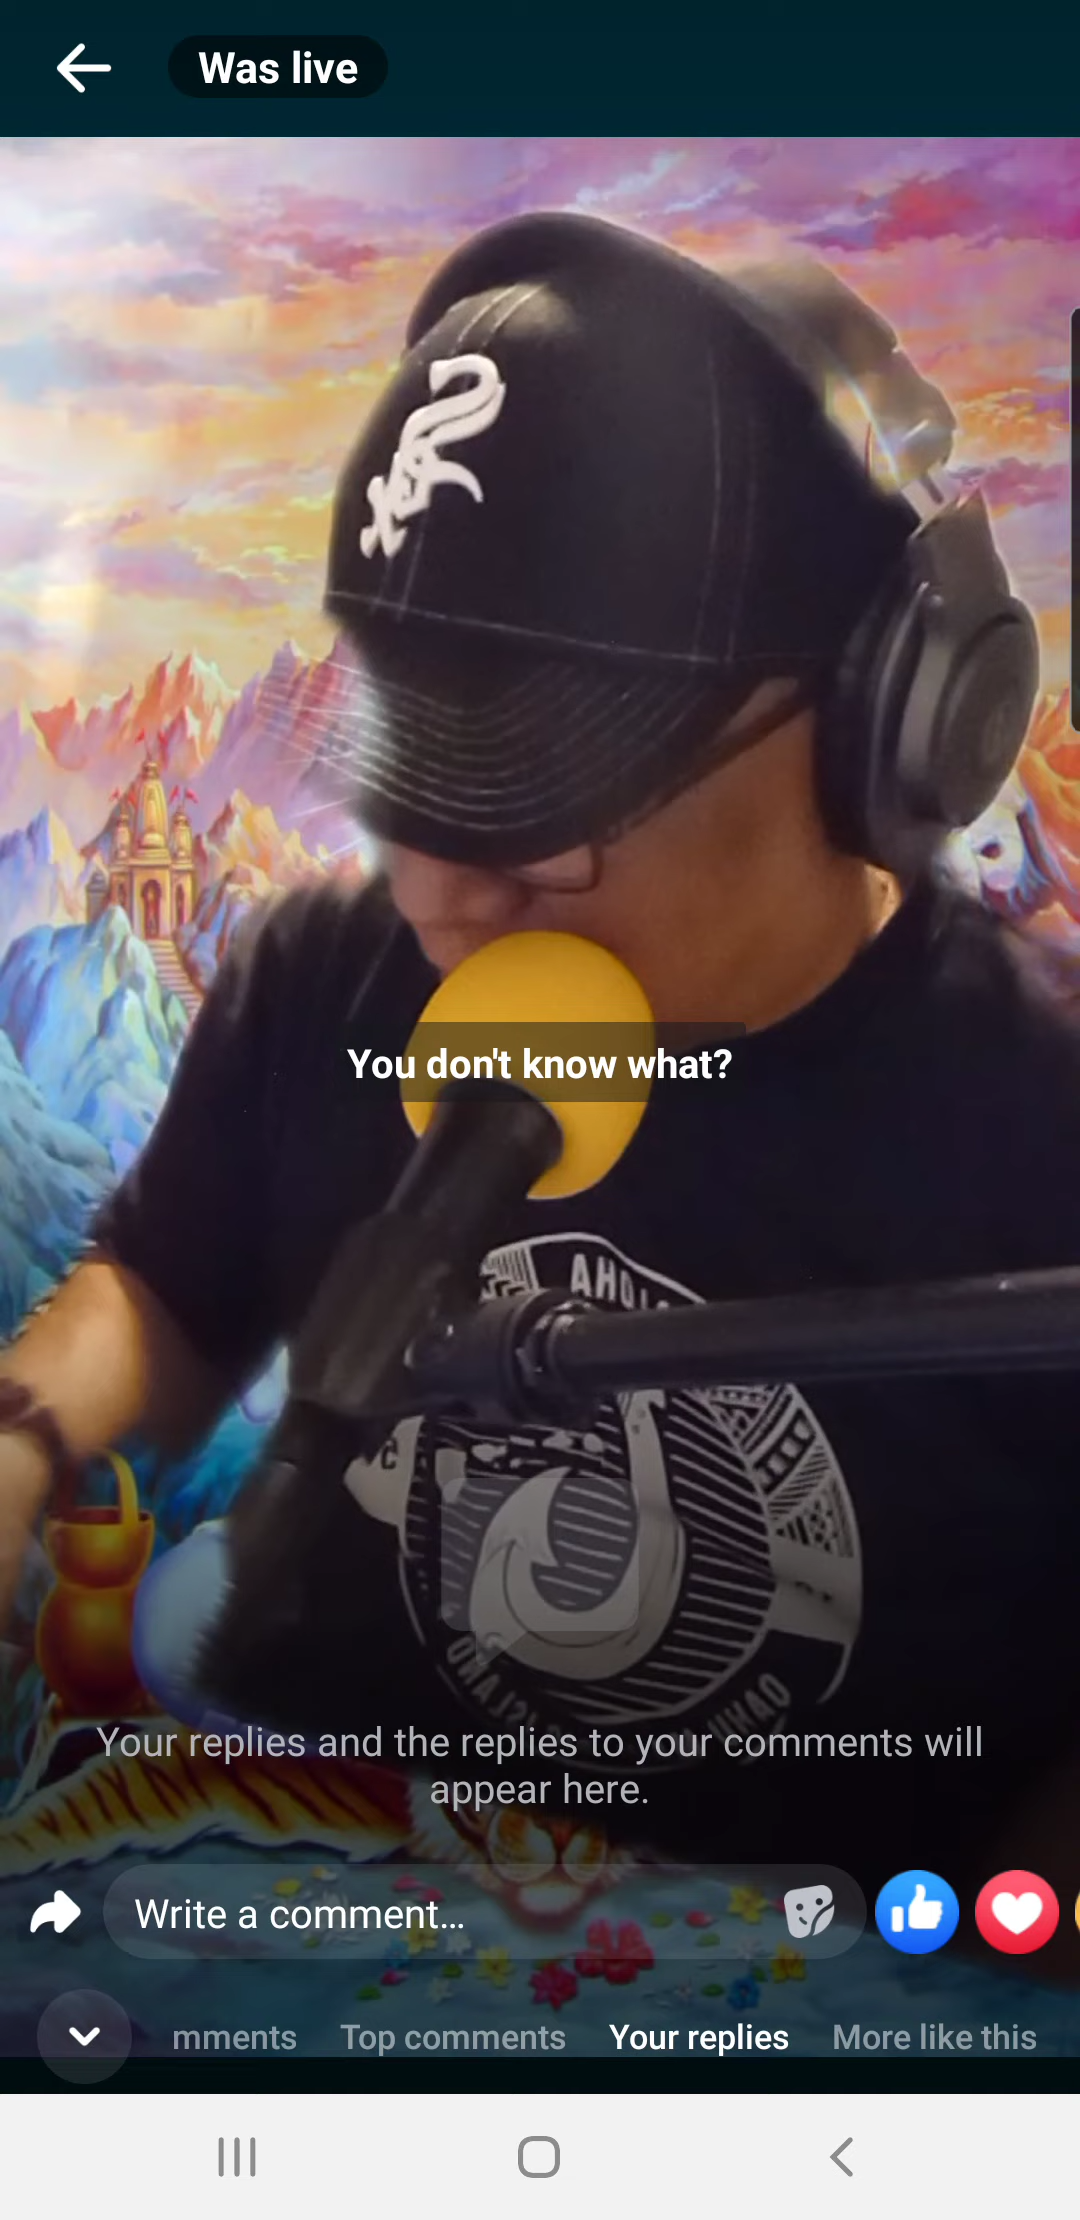 Was live
You don't know what?
Your replies and the replies to your comments will
appear here.
Write a comment...
mments Top comments Your replies More like this